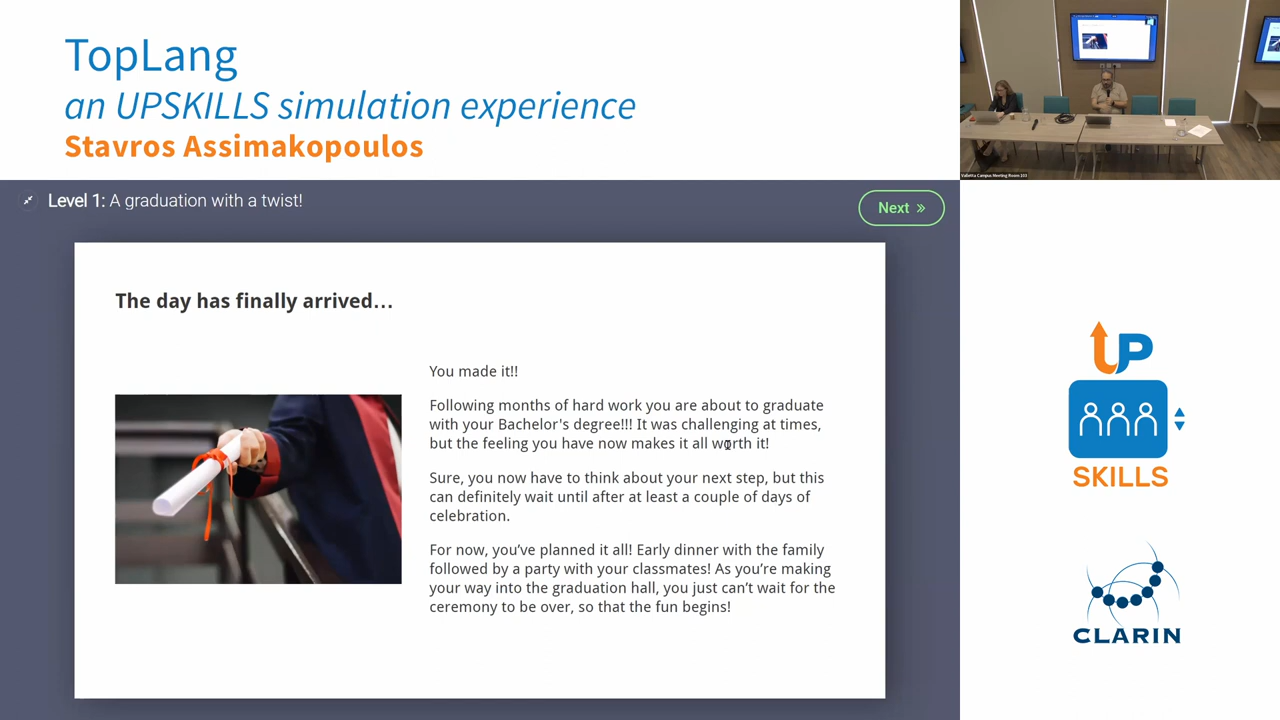 TopLang
an UPSKILLS simulation experience
Stavros Assimakopoulos
Valletta Campus Meeting Room 103
Level 1: A graduation with a twist!
Next »
The day has finally arrived…
You made it!!
Following months of hard work you are about to graduate
with your Bachelor's degree!!! It was challenging at times,
but the feeling you have now makes it all worth it!
Sure, you now have to think about your next step, but this
can definitely wait until after at least a couple of days of
celebration.
For now, you’ve planned it all! Early dinner with the family
followed by a party with your classmates! As you’re making
your way into the graduation hall, you just can’t wait for the
ceremony to be over, so that the fun begins!
UP
SKILLS
CLARIN